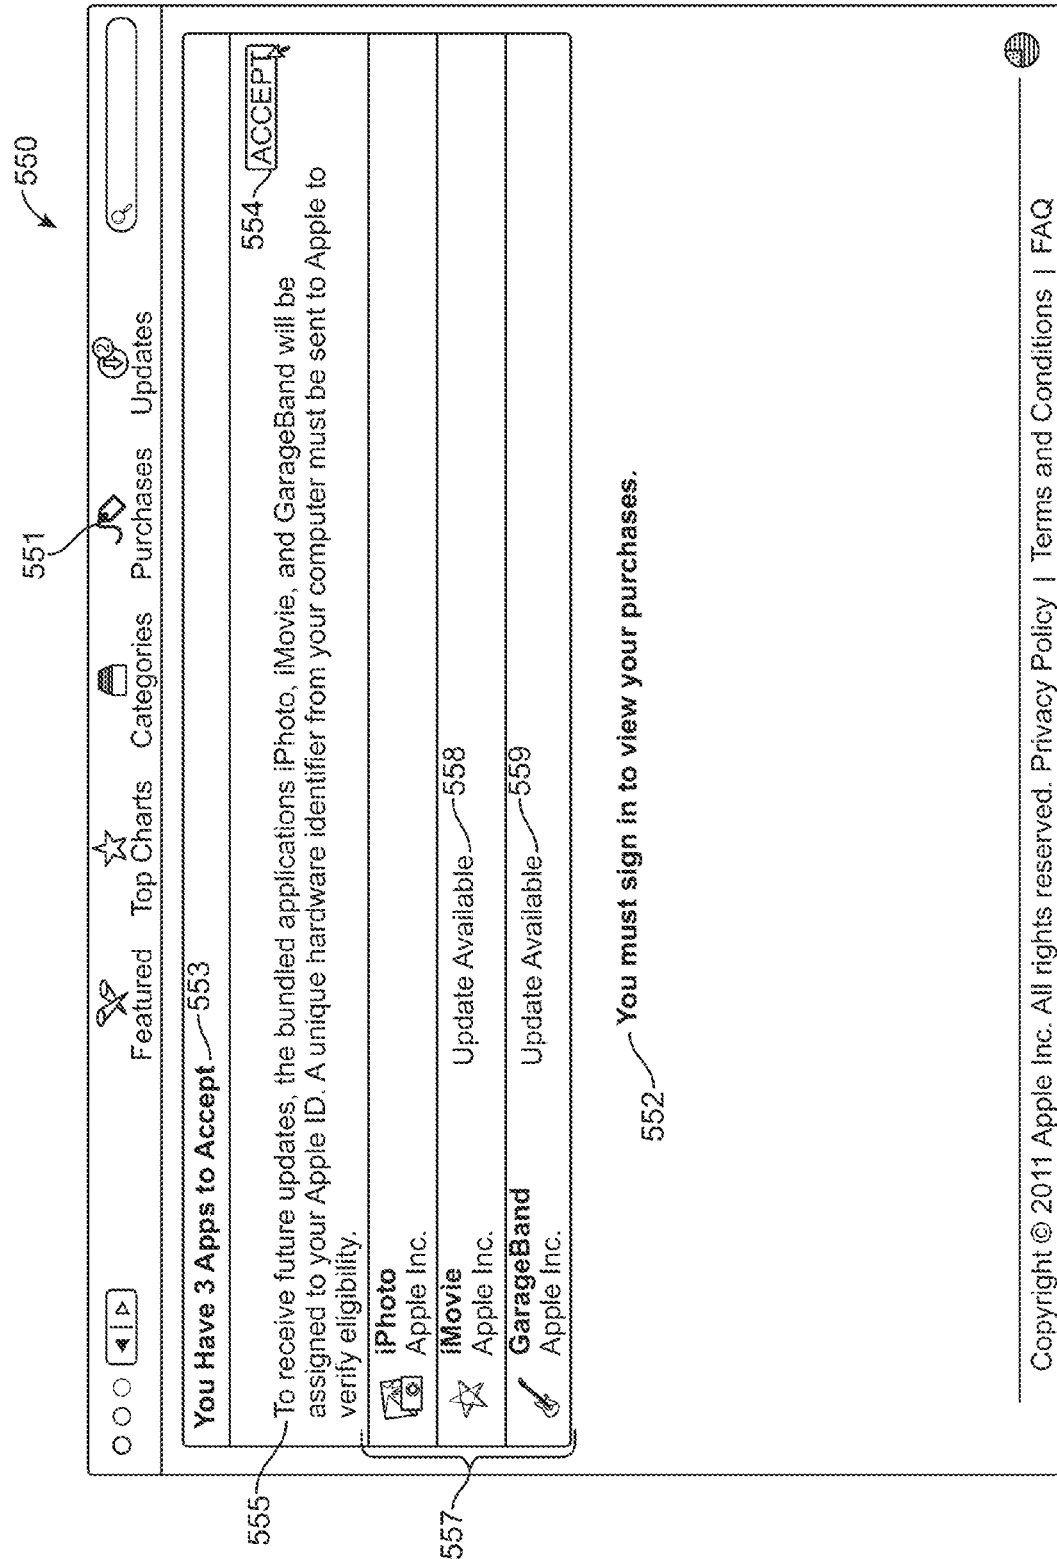 550
551
Featured Top Charts Categories Purchases Updates
2
You Have 3 Apps to Accept 553
554 ACCEPT
555 To receive future updates, the bundled applications iPhoto, iMovie, and GarageBand will be
assigned to your Apple ID. A unique hardware identifier from your computer must be sent to Apple to
verify eligibility.
557
iPhoto
Apple Inc.
iMovie
Apple Inc.
Update Available 558
GarageBand
Apple Inc.
Update Available 559
552 You must sign in to view your purchases.
Copyright © 2011 Apple Inc. All rights reserved. Privacy Policy | Terms and Conditions | FAQ